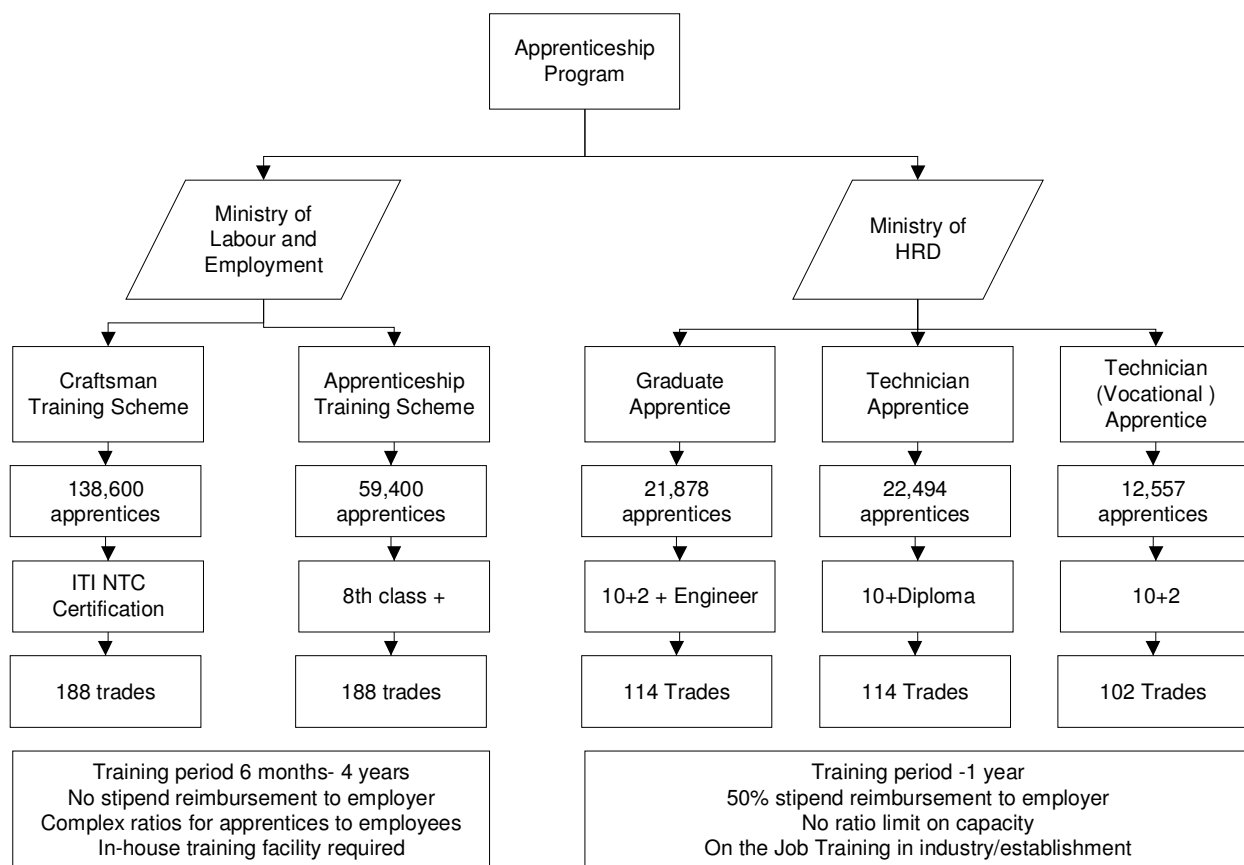 Apprenticeship
Program
Ministry of
Labour and
Employment
Ministry of
HRD
Craftsman
Training Scheme
Apprenticeship
Training Scheme
Graduate
Apprentice
Technician
Apprentice
Technician
(Vocational )
Apprentice
138,600
apprentices
59,400
apprentices
21,878
apprentices
22,494
apprentices
12,557
apprentices
ITI NTC
Certification
8th class +
10+2 + Engineer
10+Diploma
10+2
188 trades
188 trades
114 Trades
114 Trades
102 Trades
Training period 6 months- 4 years
No stipend reimbursement to employer
Complex ratios for apprentices to employees
In-house training facility required
Training period -1 year
50% stipend reimbursement to employer
No ratio limit on capacity
On the Job Training in industry/establishment